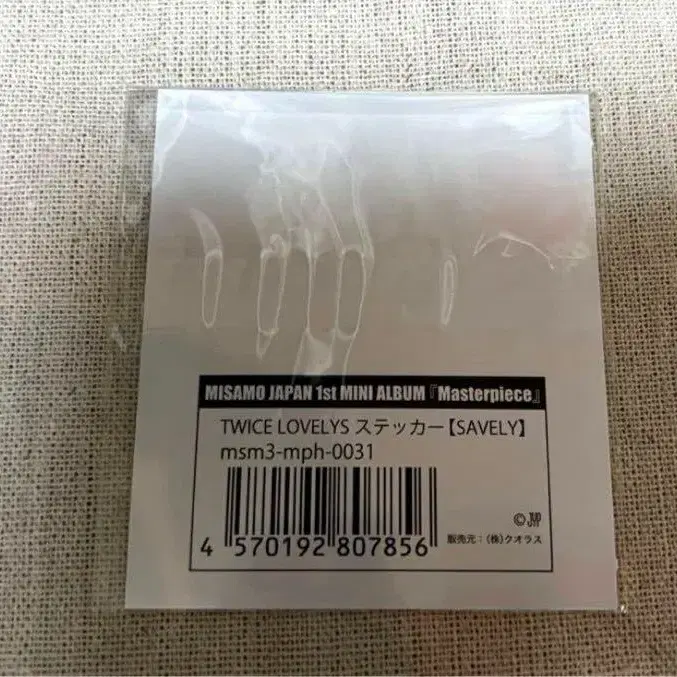 MISAMO JAPAN 1st MINI ALBUM『Masterpiece』
TWICE LOVELYS ステッカー【SAVELY】
msm3-mph-0031
© JYP
4 570192 807856
販売元：(株)クオラス